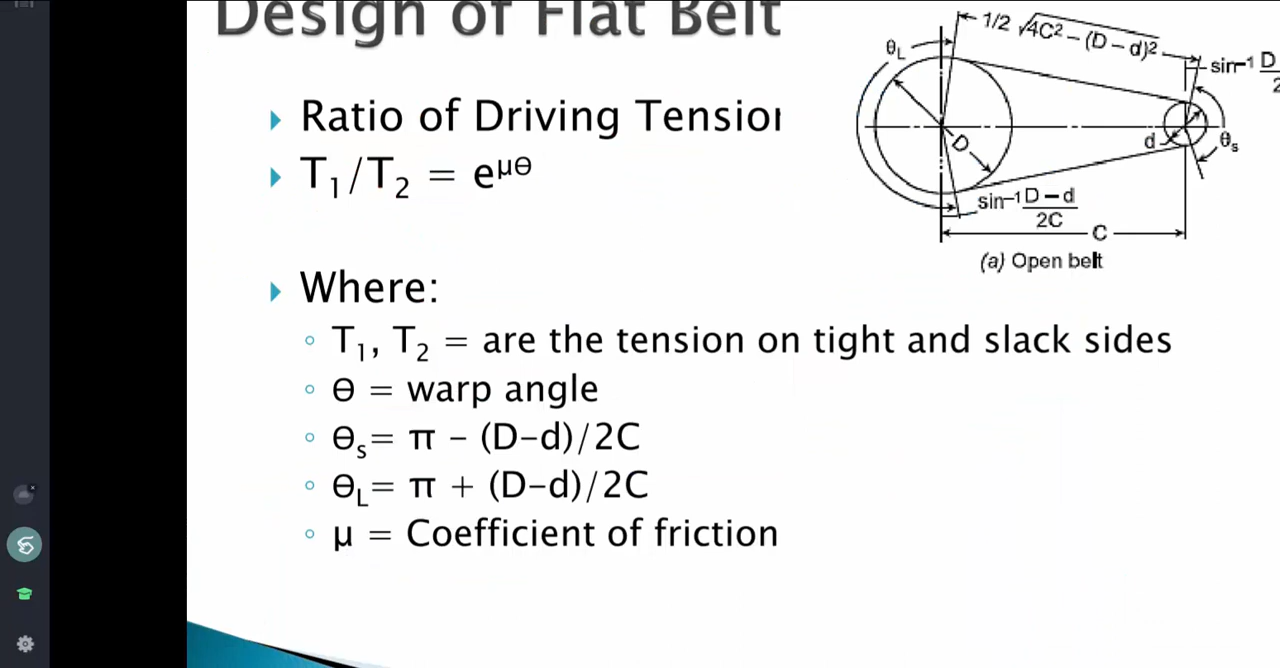 Design of Flat Belt
Ratio of Driving Tension
T₁/T₂ = e^μθ
Where:
T₁, T₂ = are the tension on tight and slack sides
θ = warp angle
θₛ= π − (D-d)/2C
θ_L= π + (D-d)/2C
μ = Coefficient of friction
1/2 √4C² − (D − d)²
θ_L
sin⁻¹ D
2
D
d
θₛ
sin⁻¹ D − d
2C
C
(a) Open belt